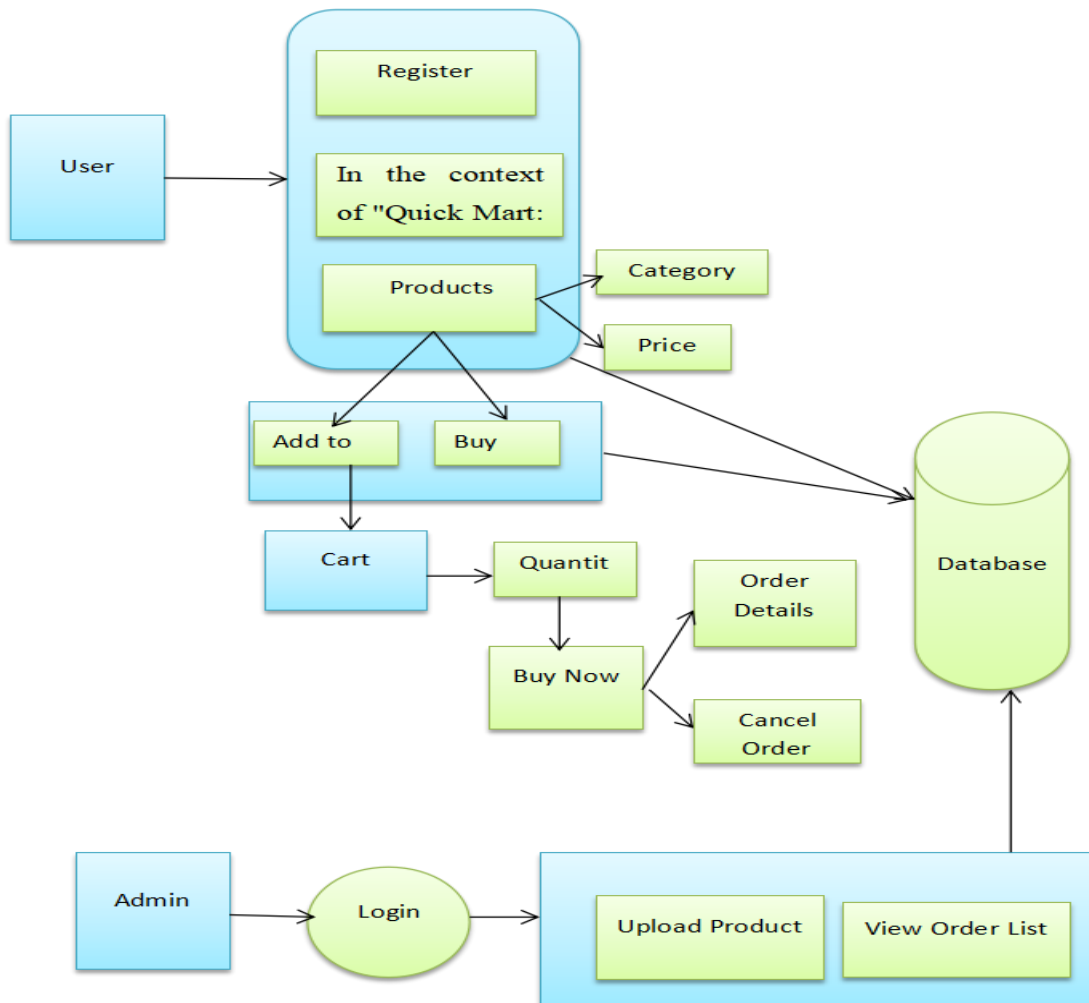 Register
User
In the context
of "Quick Mart:
Products
Category
Price
Add to
Buy
Cart
Quantit
Order
Details
Database
Buy Now
Cancel
Order
Admin
Login
Upload Product
View Order List